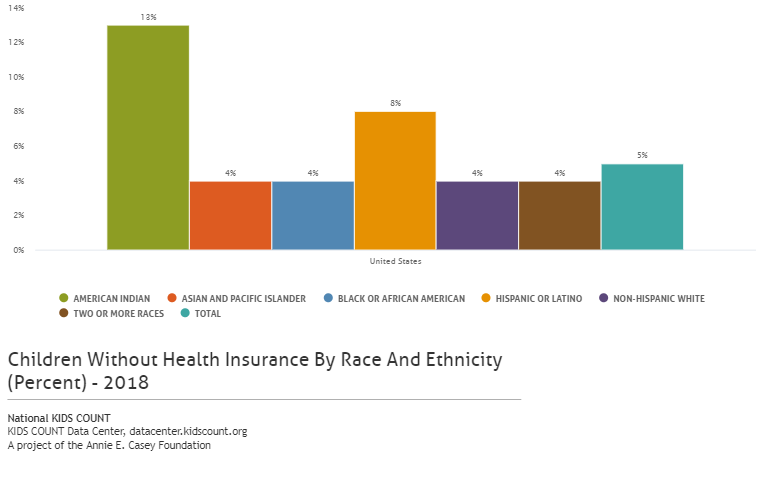 14%
13%
12%
10%
8%
8%
6%
5%
4%
4%
4%
4%
4%
2%
0%
United States
AMERICAN INDIAN ASIAN AND PACIFIC ISLANDER BLACK OR AFRICAN AMERICAN HISPANIC OR LATINO NON-HISPANIC WHITE
TWO OR MORE RACES TOTAL
Children Without Health Insurance By Race And Ethnicity
(Percent) - 2018
National KIDS COUNT
KIDS COUNT Data Center, datacenter.kidscount.org
A project of the Annie E. Casey Foundation